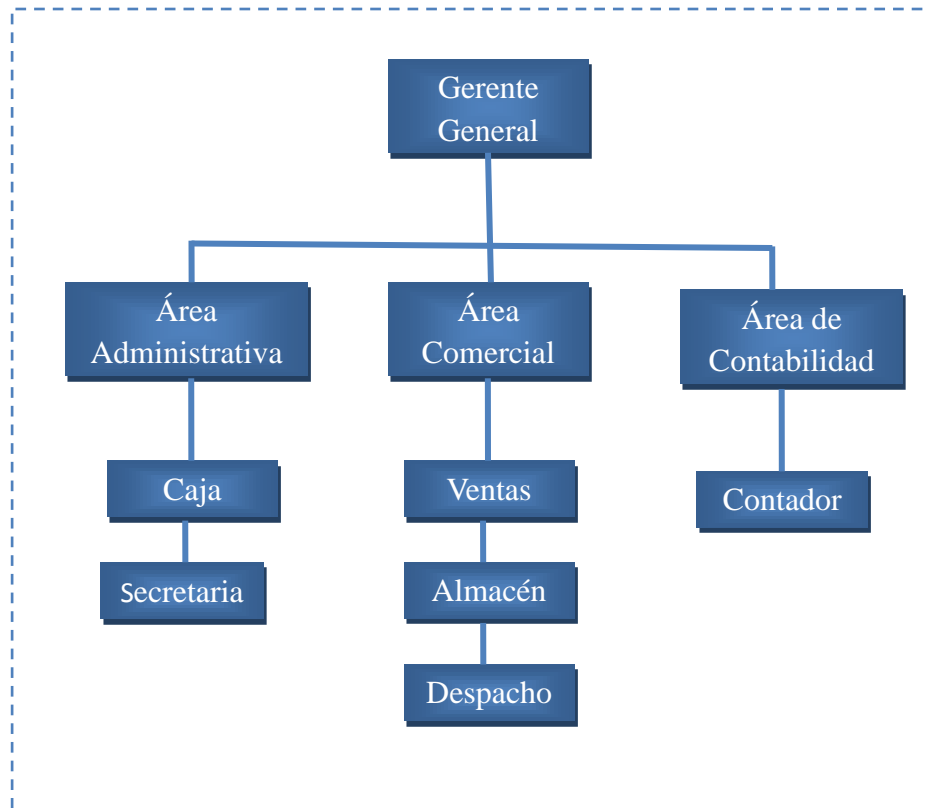 Gerente
General
Área
Administrativa
Área
Comercial
Área de
Contabilidad
Caja
Ventas
Contador
Secretaria
Almacén
Despacho